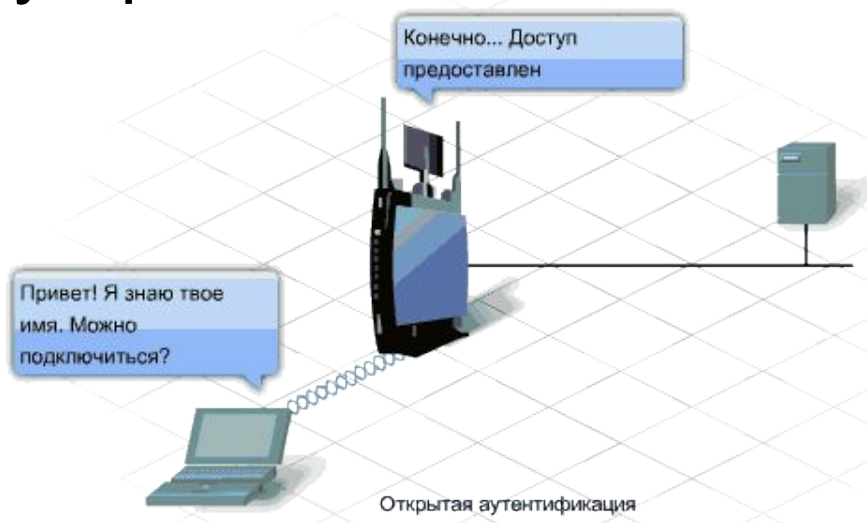 Конечно... Доступ
предоставлен
Привет! Я знаю твое
имя. Можно
подключиться?
Открытая аутентификация